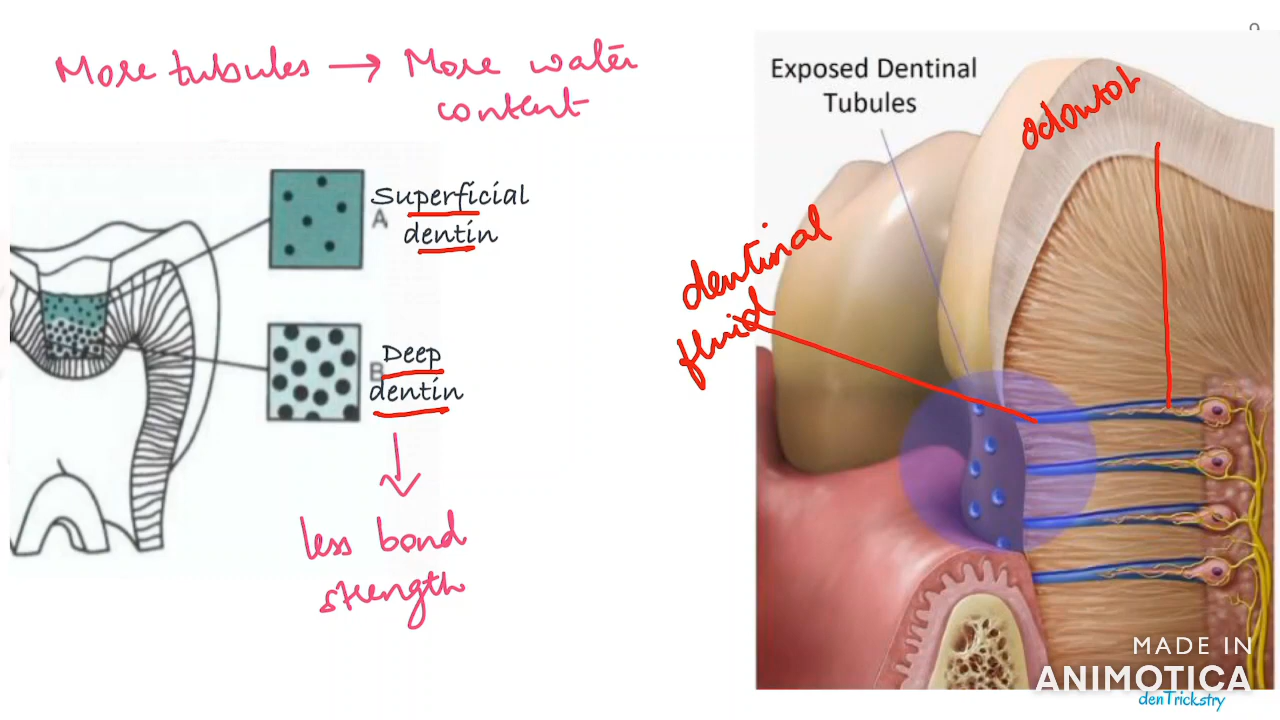 More tubules → More water
content
Superficial
A
dentin
Deep
B
dentin
less bond
strength
Exposed Dentinal
Tubules
odontot
dentinal
fluid
MADE IN
ANIMOTICA
denTrickstry